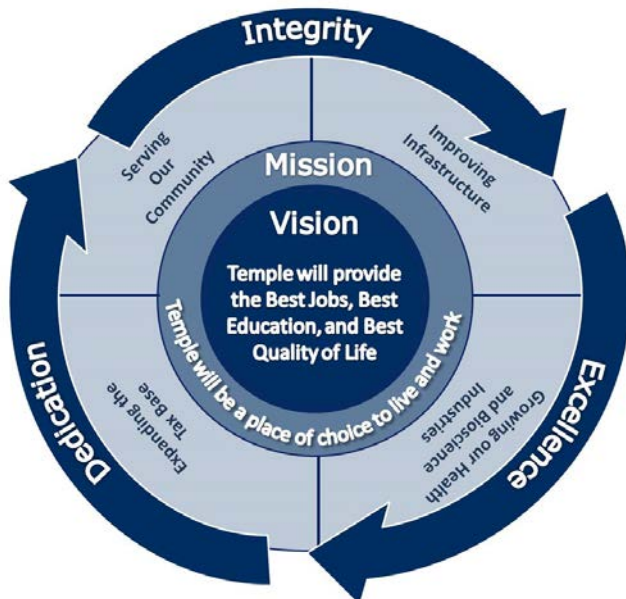 Integrity
Serving
Our
Community
Improving
Infrastructure
Mission
Vision
Temple will provide
the Best Jobs, Best
Education, and Best
Quality of Life
Temple will be a place of choice to live and work
Dedication
Expanding the
Tax Base
Growing our Health
and Bioscience
Industries
Excellence